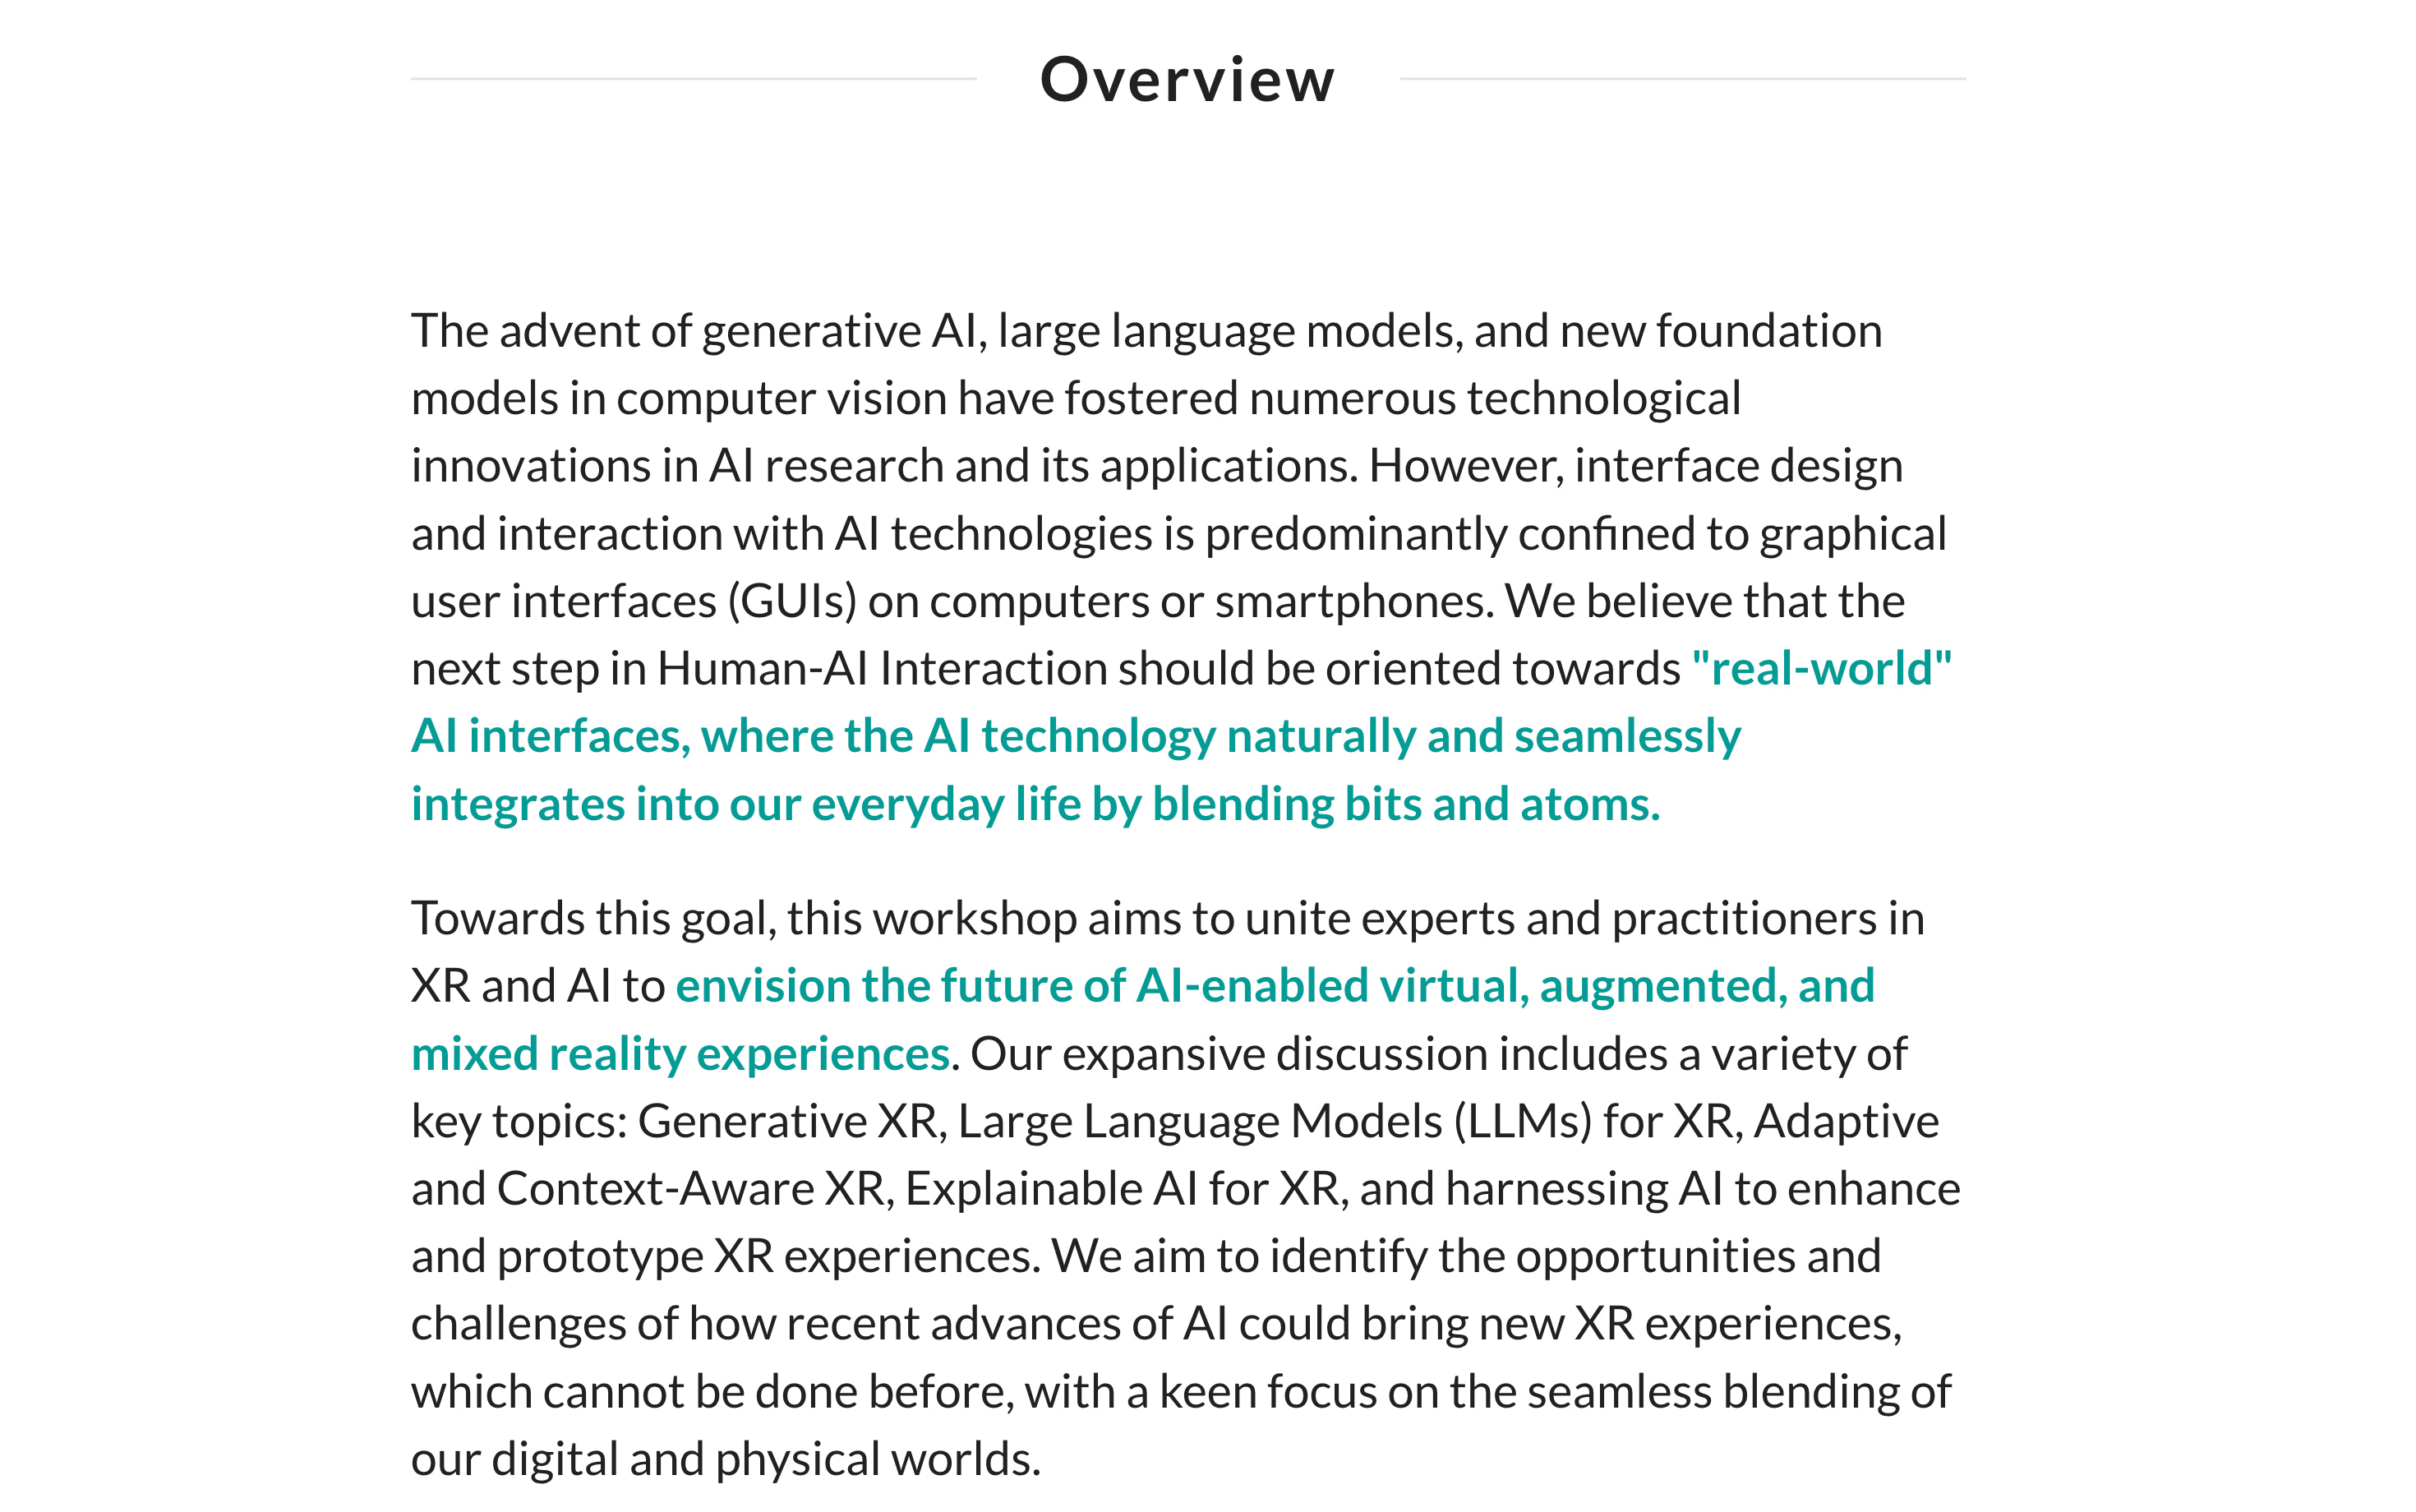 Overview
The advent of generative AI, large language models, and new foundation
models in computer vision have fostered numerous technological
innovations in AI research and its applications. However, interface design
and interaction with AI technologies is predominantly confined to graphical
user interfaces (GUIs) on computers or smartphones. We believe that the
next step in Human-AI Interaction should be oriented towards "real-world"
AI interfaces, where the AI technology naturally and seamlessly
integrates into our everyday life by blending bits and atoms.
Towards this goal, this workshop aims to unite experts and practitioners in
XR and AI to envision the future of AI-enabled virtual, augmented, and
mixed reality experiences. Our expansive discussion includes a variety of
key topics: Generative XR, Large Language Models (LLMs) for XR, Adaptive
and Context-Aware XR, Explainable AI for XR, and harnessing AI to enhance
and prototype XR experiences. We aim to identify the opportunities and
challenges of how recent advances of AI could bring new XR experiences,
which cannot be done before, with a keen focus on the seamless blending of
our digital and physical worlds.